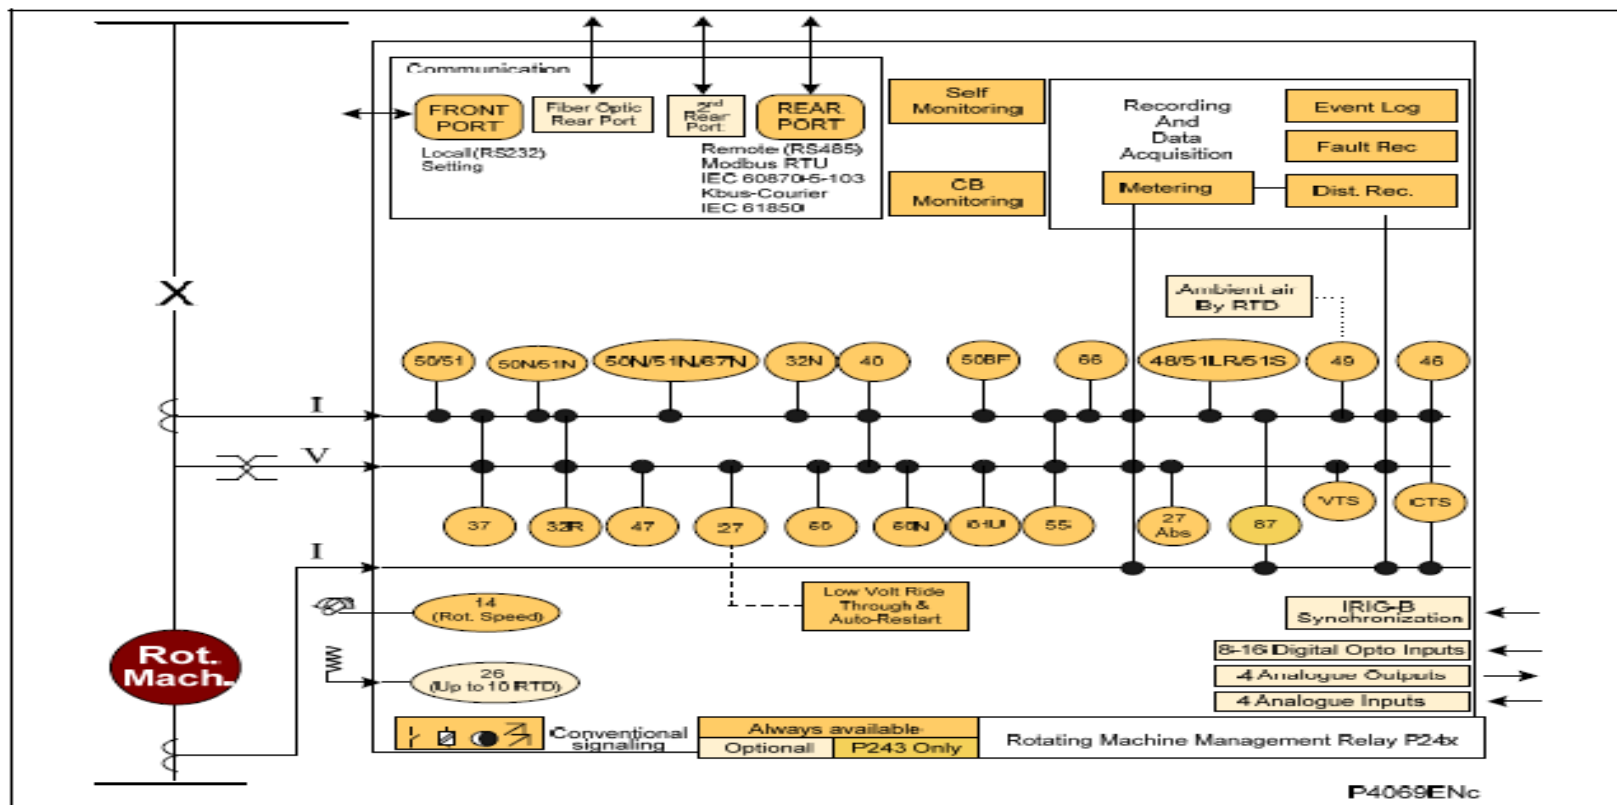 Communication
FRONT
PORT
Fiber Optic
Rear Port
2nd
Rear
Port
REAR
PORT
Local (RS232)
Setting
Remote (RS485)
Modbus RTU
IEC 60870-5-103
Kbus-Courier
IEC 61850
Self
Monitoring
CB
Monitoring
Recording
And
Data
Acquisition
Event Log
Fault Rec
Metering
Dist. Rec.
Ambient air
By RTD
X
50/51
50N/51N
50N/51N/67N
32N
40
50BF
66
48/51LR/51S
49
46
I
V
37
32R
47
27
59
59N
81U
55
27
Abs
87
VTS
CTS
I
14
(Rot. Speed)
Low Volt Ride
Through &
Auto-Restart
IRIG-B
Synchronization
Rot.
Mach.
26
(Up to 10 RTD)
8-16 Digital Opto Inputs
4 Analogue Outputs
4 Analogue Inputs
Conventional
signaling
Always available
Optional
P243 Only
Rotating Machine Management Relay P24x
P4069ENc